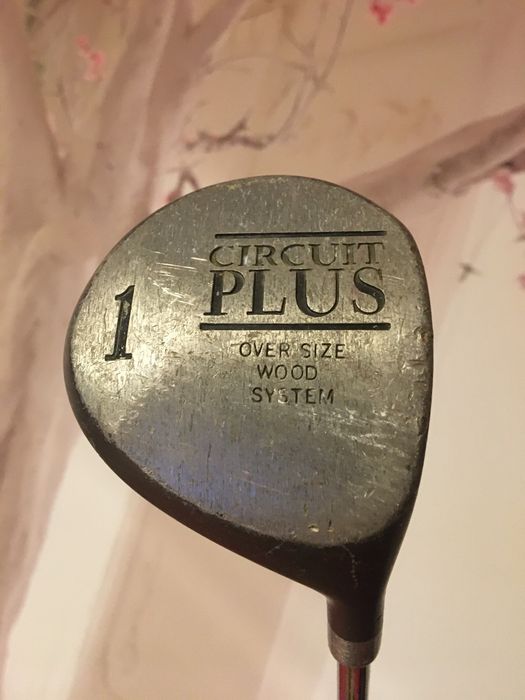 CIRCUIT
PLUS
1
OVER SIZE
WOOD
SYSTEM